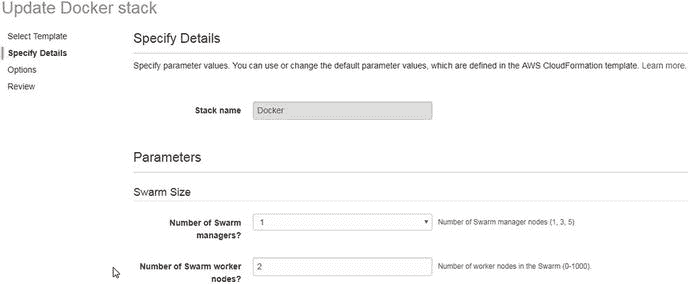 Update Docker stack
Select Template
Specify Details
Options
Review
Specify Details
Specify parameter values. You can use or change the default parameter values, which are defined in the AWS CloudFormation template. Learn more.
Stack name
Docker
Parameters
Swarm Size
Number of Swarm
managers?
1
Number of Swarm manager nodes (1, 3, 5)
Number of Swarm worker
nodes?
2
Number of worker nodes in the Swarm (0-1000).